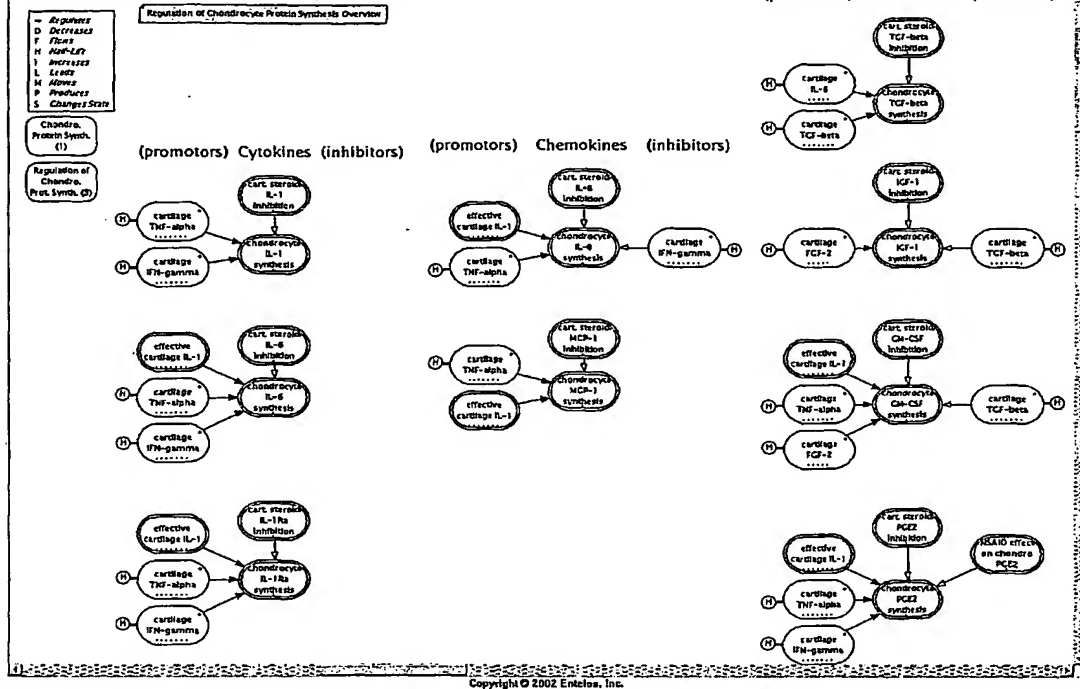 Regulation of Chondrocyte Protein Synthesis Overview
→ Regulates
D Decreases
F Flows
H Half-Life
I Increases
L Leads
M Moves
P Produces
S Changes State
Chondro.
Protein Synth.
(1)
Regulation of
Chondro.
Prot. Synth. (3)
(promotors) Cytokines (inhibitors)
cart. steroid
IL-1
inhibition
H
cartilage
TNF-alpha
H
cartilage
IFN-gamma
chondrocyte
IL-1
synthesis
effective
cartilage IL-1
cart. steroid
IL-6
inhibition
H
cartilage
TNF-alpha
chondrocyte
IL-6
synthesis
H
cartilage
IFN-gamma
effective
cartilage IL-1
cart. steroid
IL-1Ra
inhibition
H
cartilage
TNF-alpha
chondrocyte
IL-1Ra
synthesis
H
cartilage
IFN-gamma
(promotors) Chemokines (inhibitors)
cart. steroid
IL-8
inhibition
effective
cartilage IL-1
H
cartilage
TNF-alpha
chondrocyte
IL-8
synthesis
cartilage
IFN-gamma
H
cart. steroid
MCP-1
inhibition
H
cartilage
TNF-alpha
effective
cartilage IL-1
chondrocyte
MCP-1
synthesis
cart. steroid
TGF-beta
inhibition
H
cartilage
H
cartilage
TGF-beta
chondrocyte
TGF-beta
synthesis
cart. steroid
IGF-1
inhibition
H
cartilage
FGF-2
chondrocyte
IGF-1
synthesis
cartilage
TGF-beta
H
cart. steroid
GM-CSF
inhibition
effective
cartilage IL-1
H
cartilage
TNF-alpha
chondrocyte
GM-CSF
synthesis
cartilage
TGF-beta
H
H
cartilage
FGF-2
cart. steroid
PGE2
inhibition
NSAID effect
on chondro
PGE2
effective
cartilage IL-1
H
cartilage
TNF-alpha
chondrocyte
PGE2
synthesis
H
cartilage
IFN-gamma
Copyright © 2002 Entelos, Inc.